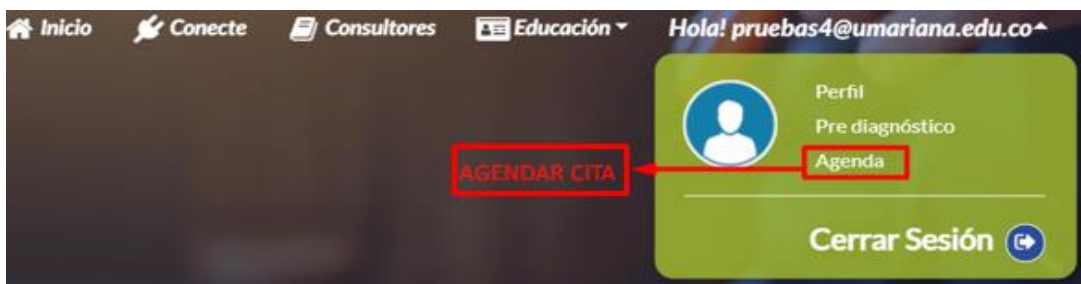 Inicio Conecte Consultores Educación Hola! pruebas4@umariana.edu.co
Perfil
Pre diagnóstico
AGENDAR CITA Agenda
Cerrar Sesión